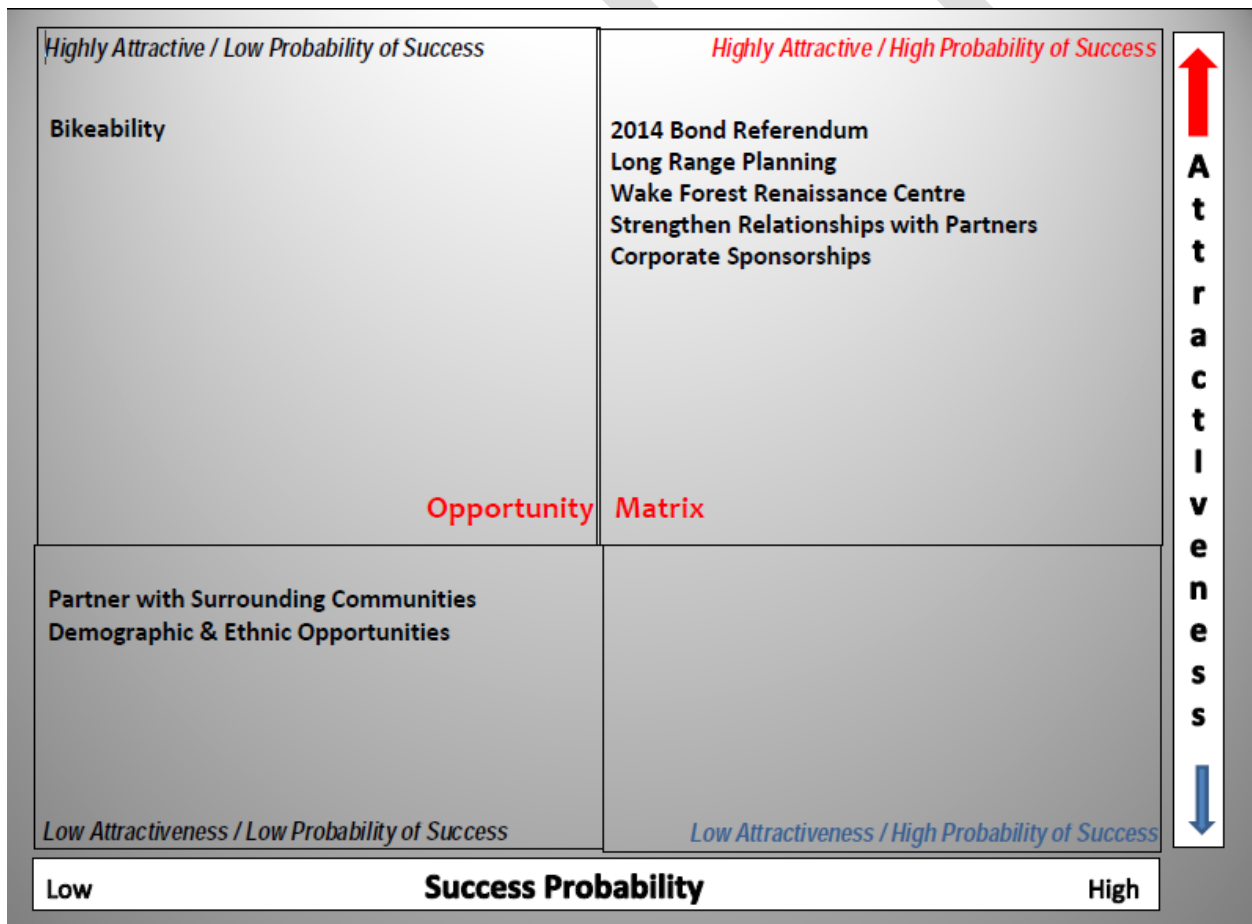 Highly Attractive / Low Probability of Success
Highly Attractive / High Probability of Success
Bikeability
2014 Bond Referendum
Long Range Planning
Wake Forest Renaissance Centre
Strengthen Relationships with Partners
Corporate Sponsorships
Opportunity Matrix
Partner with Surrounding Communities
Demographic & Ethnic Opportunities
Low Attractiveness / Low Probability of Success
Low Attractiveness / High Probability of Success
Low Success Probability High
AttractIveness